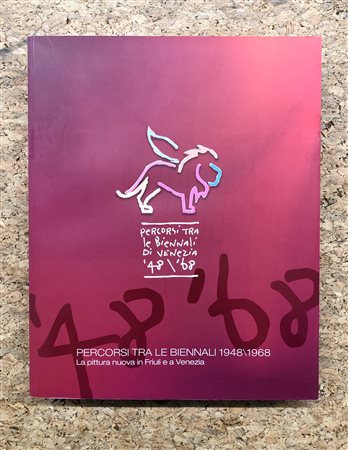 PERCORSI TRA
le BIENNALI
DI VENEZIA
'48\'68
'48 '68
PERCORSI TRA LE BIENNALI 1948\1968
La pittura nuova in Friuli e a Venezia